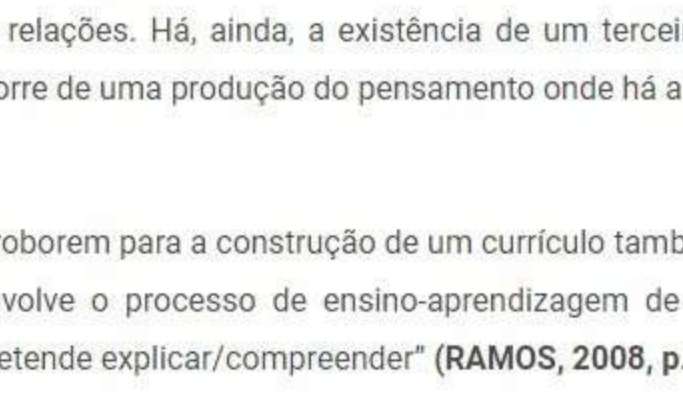 relações. Há, ainda, a existência de um tercei
orre de uma produção do pensamento onde há a
roborem para a construção de um currículo tamb
volve o processo de ensino-aprendizagem de
etende explicar/compreender” (RAMOS, 2008, p.